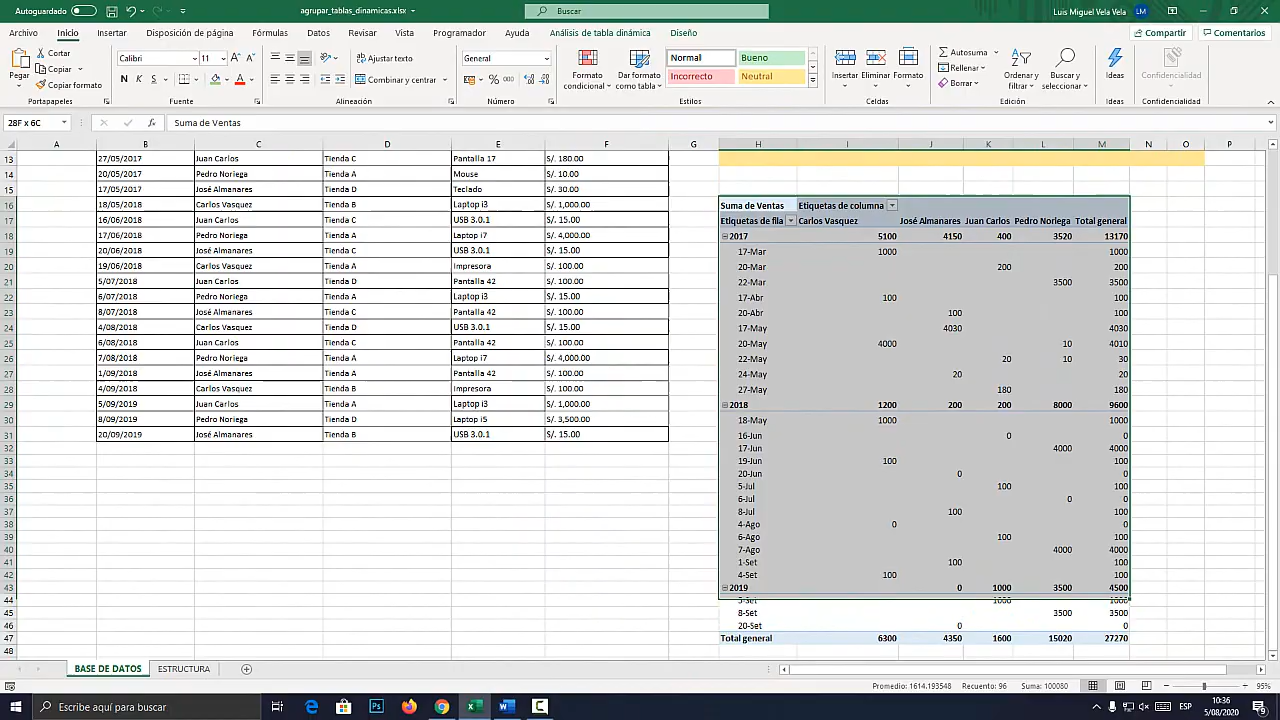 Autoguardado
agrupar_tablas_dinamicas.xlsx
Buscar
Luis Miguel Vela Vela LM
Archivo Inicio Insertar Disposición de página Fórmulas Datos Revisar Vista Programador Ayuda Análisis de tabla dinámica Diseño Compartir Comentarios
Pegar Cortar Copiar Copiar formato Portapapeles
Calibri 11 N K S Fuente
Ajustar texto Combinar y centrar Alineación
General % 000 Número
Formato condicional Dar formato como tabla
Normal Bueno
Incorrecto Neutral
Estilos
Insertar Eliminar Formato Celdas
Autosuma Rellenar Borrar Ordenar y filtrar Buscar y seleccionar Edición
Ideas Ideas
Confidencialidad Confidencialidad
28F x 6C fx Suma de Ventas
A B C D E F G H I J K L M N O P
13 27/05/2017 Juan Carlos Tienda C Pantalla 17 S/. 180.00
14 20/05/2017 Pedro Noriega Tienda A Mouse S/. 10.00
15 17/05/2017 José Almanares Tienda D Teclado S/. 30.00
16 18/05/2018 Carlos Vasquez Tienda B Laptop i3 S/. 1,000.00 Suma de Ventas Etiquetas de columna
17 16/06/2018 Juan Carlos Tienda C USB 3.0.1 S/. 15.00 Etiquetas de fila Carlos Vasquez José Almanares Juan Carlos Pedro Noriega Total general
18 17/06/2018 Pedro Noriega Tienda A Laptop i7 S/. 4,000.00 2017 5100 4150 400 3520 13170
19 20/06/2018 José Almanares Tienda C USB 3.0.1 S/. 15.00 17-Mar 1000 1000
20 19/06/2018 Carlos Vasquez Tienda A Impresora S/. 100.00 20-Mar 200 200
21 5/07/2018 Juan Carlos Tienda D Pantalla 42 S/. 100.00 22-Mar 3500 3500
22 6/07/2018 Pedro Noriega Tienda A Laptop i3 S/. 15.00 17-Abr 100 100
23 8/07/2018 José Almanares Tienda C Pantalla 42 S/. 100.00 20-Abr 100 100
24 4/08/2018 Carlos Vasquez Tienda D USB 3.0.1 S/. 15.00 17-May 4030 4030
25 6/08/2018 Juan Carlos Tienda C Pantalla 42 S/. 100.00 20-May 4000 10 4010
26 7/08/2018 Pedro Noriega Tienda A Laptop i7 S/. 4,000.00 22-May 20 10 30
27 1/09/2018 José Almanares Tienda A Pantalla 42 S/. 100.00 24-May 20 20
28 4/09/2018 Carlos Vasquez Tienda B Impresora S/. 100.00 27-May 180 180
29 5/09/2019 Juan Carlos Tienda A Laptop i3 S/. 1,000.00 2018 1200 200 200 8000 9600
30 8/09/2019 Pedro Noriega Tienda D Laptop i5 S/. 3,500.00 18-May 1000 1000
31 20/09/2019 José Almanares Tienda B USB 3.0.1 S/. 15.00 16-Jun 0 0
32 17-Jun 4000 4000
33 19-Jun 100 100
34 20-Jun 0 0
35 5-Jul 100 100
36 6-Jul 0 0
37 8-Jul 100 100
38 4-Ago 0 0
39 6-Ago 100 100
40 7-Ago 4000 4000
41 1-Set 100 100
42 4-Set 100 100
43 2019 0 1000 3500 4500
44 5-Set 1000 1000
45 8-Set 3500 3500
46 20-Set 0 0
47 Total general 6300 4350 1600 15020 27270
48
BASE DE DATOS ESTRUCTURA
Promedio: 1614.193548 Recuento: 96 Suma: 100080 95%
Escribe aquí para buscar
ESP
10:36
5/08/2020